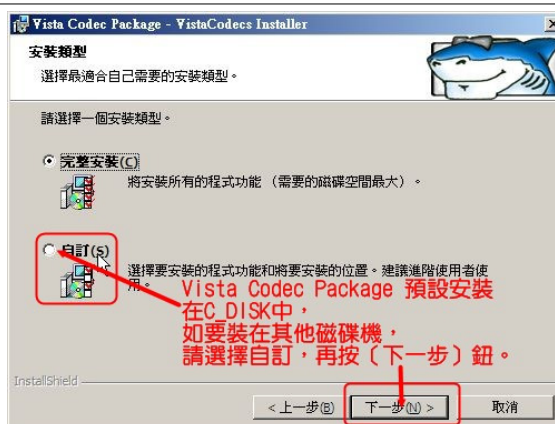 Vista Codec Package - VistaCodecs Installer
安裝類型
選擇最適合自己需要的安裝類型。
請選擇一個安裝類型。
完整安裝(C)
將安裝所有的程式功能 （需要的磁碟空間最大）。
自訂(S)
選擇要安裝的程式功能和將要安裝的位置。建議進階使用者使
用。
Vista Codec Package 預設安裝
在C_DISK中，
如要裝在其他磁碟機，
請選擇自訂，再按〔下一步〕鈕。
InstallShield
< 上一步(B)
下一步(N) >
取消